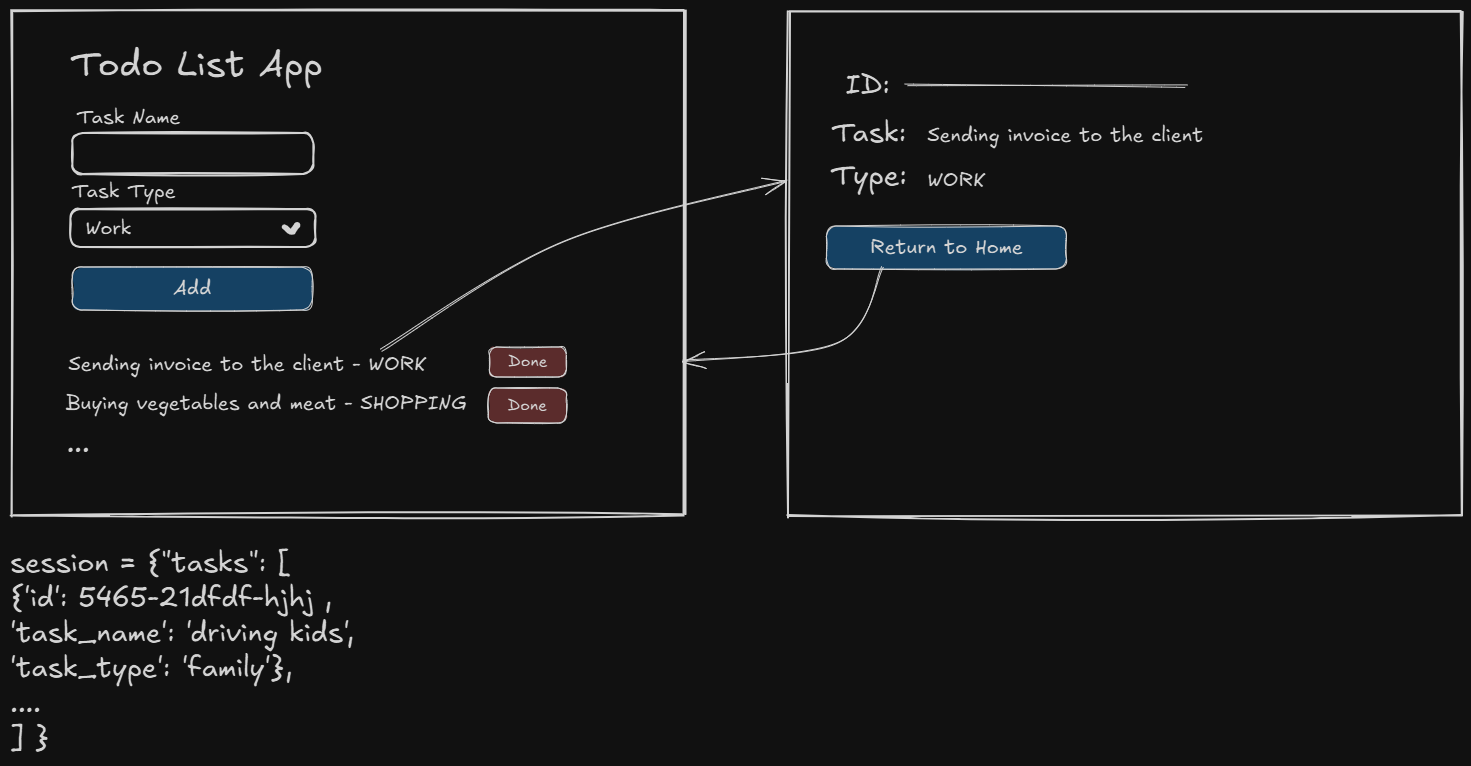 Todo List App
Task Name
Task Type
Work
Add
Sending invoice to the client - WORK
Done
Buying vegetables and meat - SHOPPING
Done
...
ID:
Task: Sending invoice to the client
Type: WORK
Return to Home
session = {"tasks": [
{'id': 5465-21dfdf-hjhj ,
'task_name': 'driving kids',
'task_type': 'family'},
....
] }